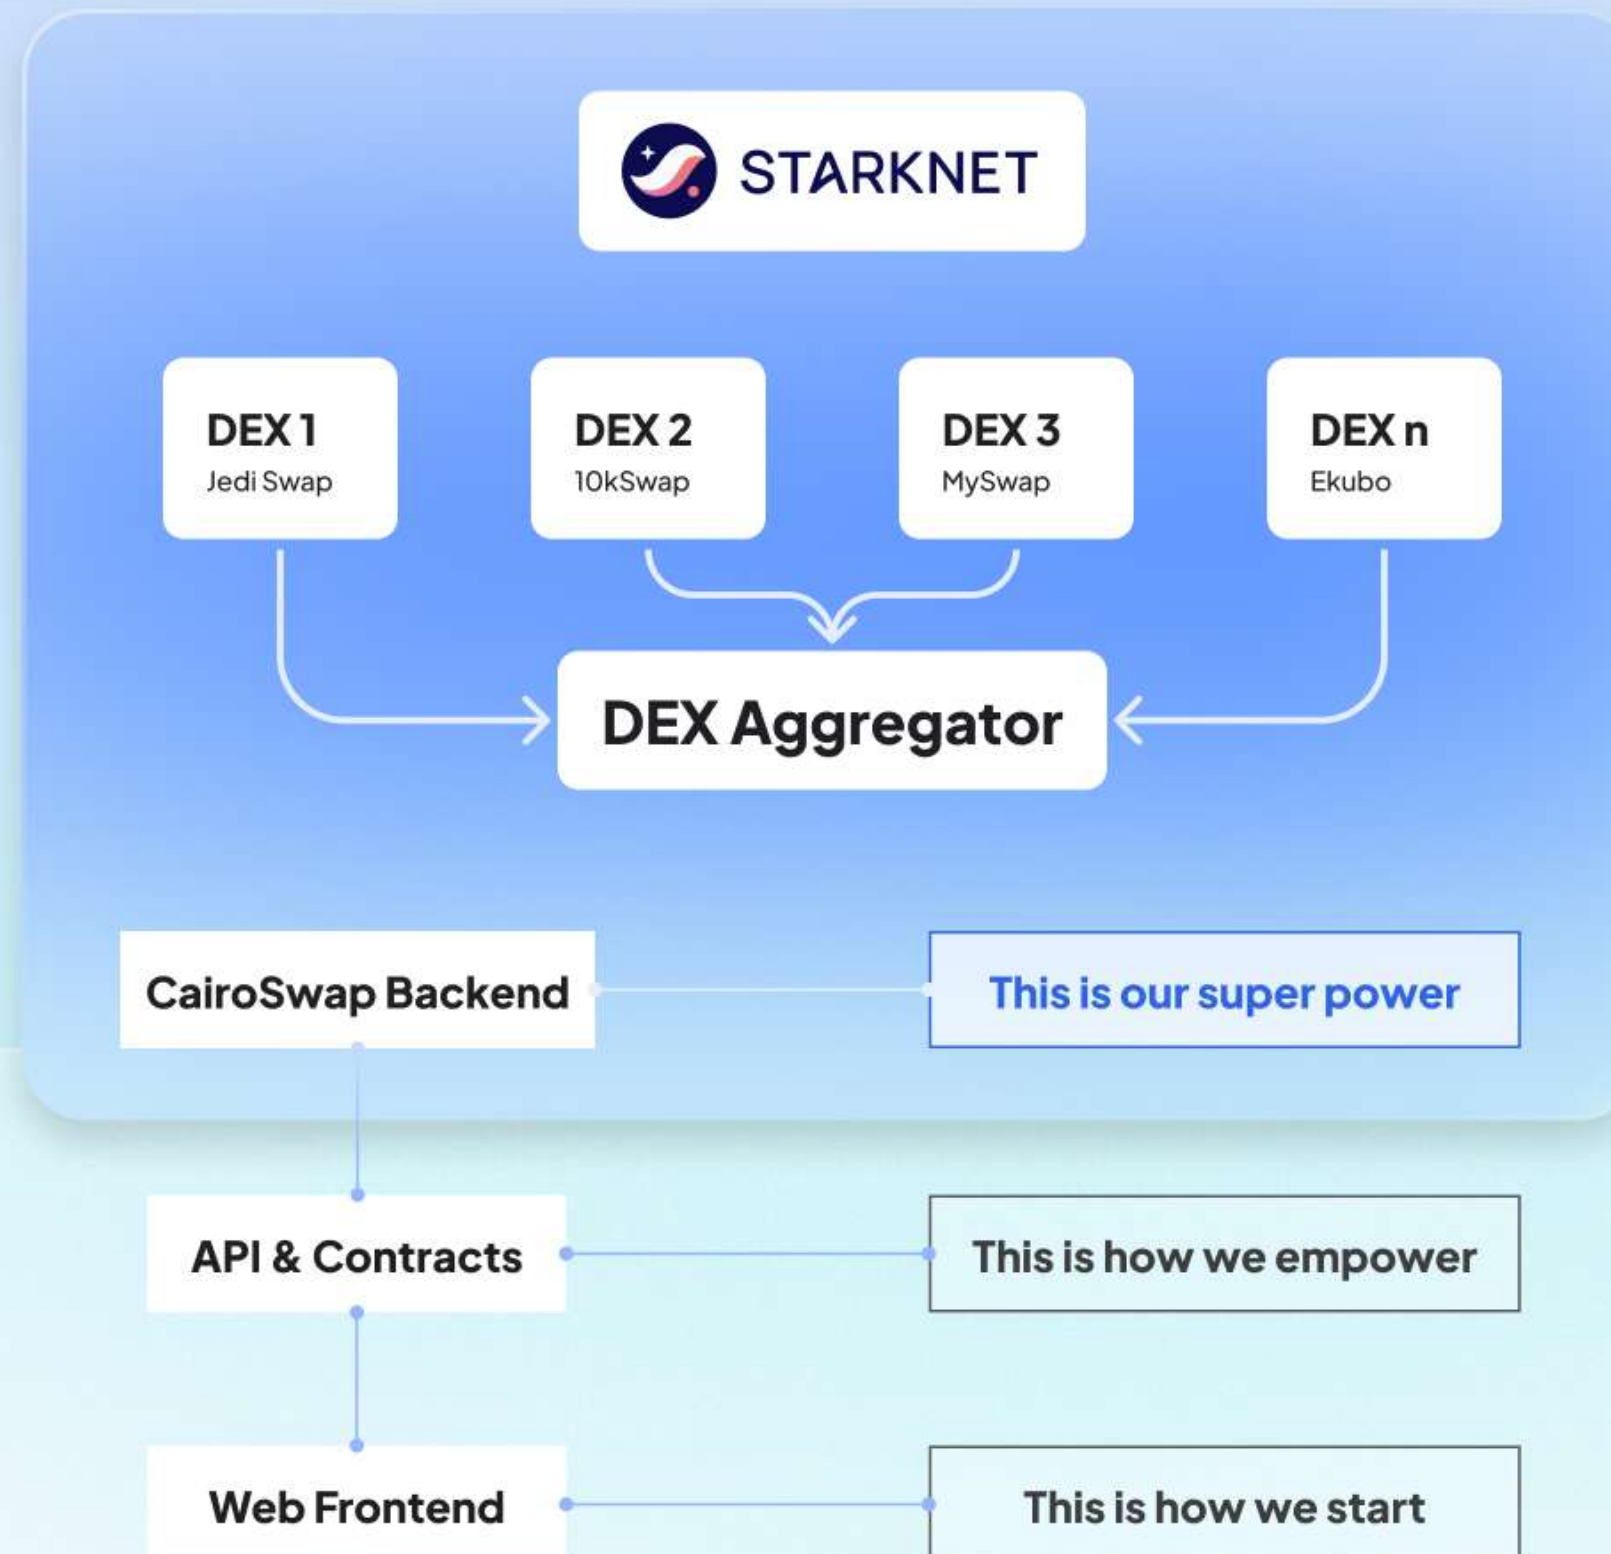 STARKNET
DEX 1
Jedi Swap
DEX 2
10kSwap
DEX 3
MySwap
DEX n
Ekubo
DEX Aggregator
CairoSwap Backend
This is our super power
API & Contracts
This is how we empower
Web Frontend
This is how we start